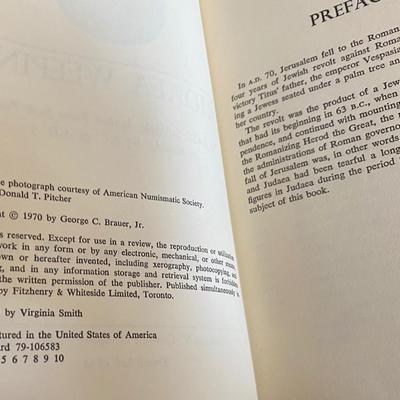 e photograph courtesy of American Numismatic Society.
Donald T. Pitcher
t © 1970 by George C. Brauer, Jr.
s reserved. Except for use in a review, the reproduction or utilization
work in any form or by any electronic, mechanical, or other means,
own or hereafter invented, including xerography, photocopying, and
g, and in any information storage and retrieval system is forbidden
the written permission of the publisher. Published simultaneously in
by Fitzhenry & Whiteside Limited, Toronto.
by Virginia Smith
tured in the United States of America
rd 79-106583
5 6 7 8 9 10
PREFAC
In A.D. 70, Jerusalem fell to the Roman
four years of Jewish revolt against Roma
victory Titus' father, the emperor Vespasia
ing a Jewess seated under a palm tree an
her country.
The revolt was the product of a Jew
that had its beginning in 63 B.C., when
pendence, and continued with mounting
the Romanizing Herod the Great, the
the administrations of Roman governo
fall of Jerusalem was, in other words
and Judaea had been tearful a long
figures in Judaea during the period
subject of this book.